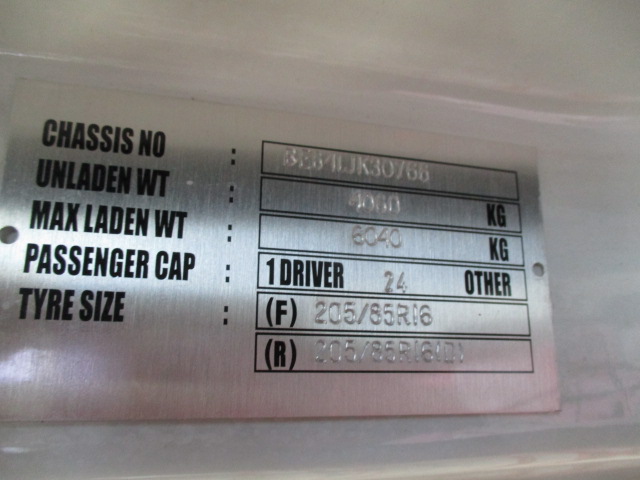 CHASSIS NO : BE641JK30768
UNLADEN WT : 4060 KG
MAX LADEN WT : 6040 KG
PASSENGER CAP : 1 DRIVER 24 OTHER
TYRE SIZE : (F) 205/85R16
(R) 205/85R16(D)